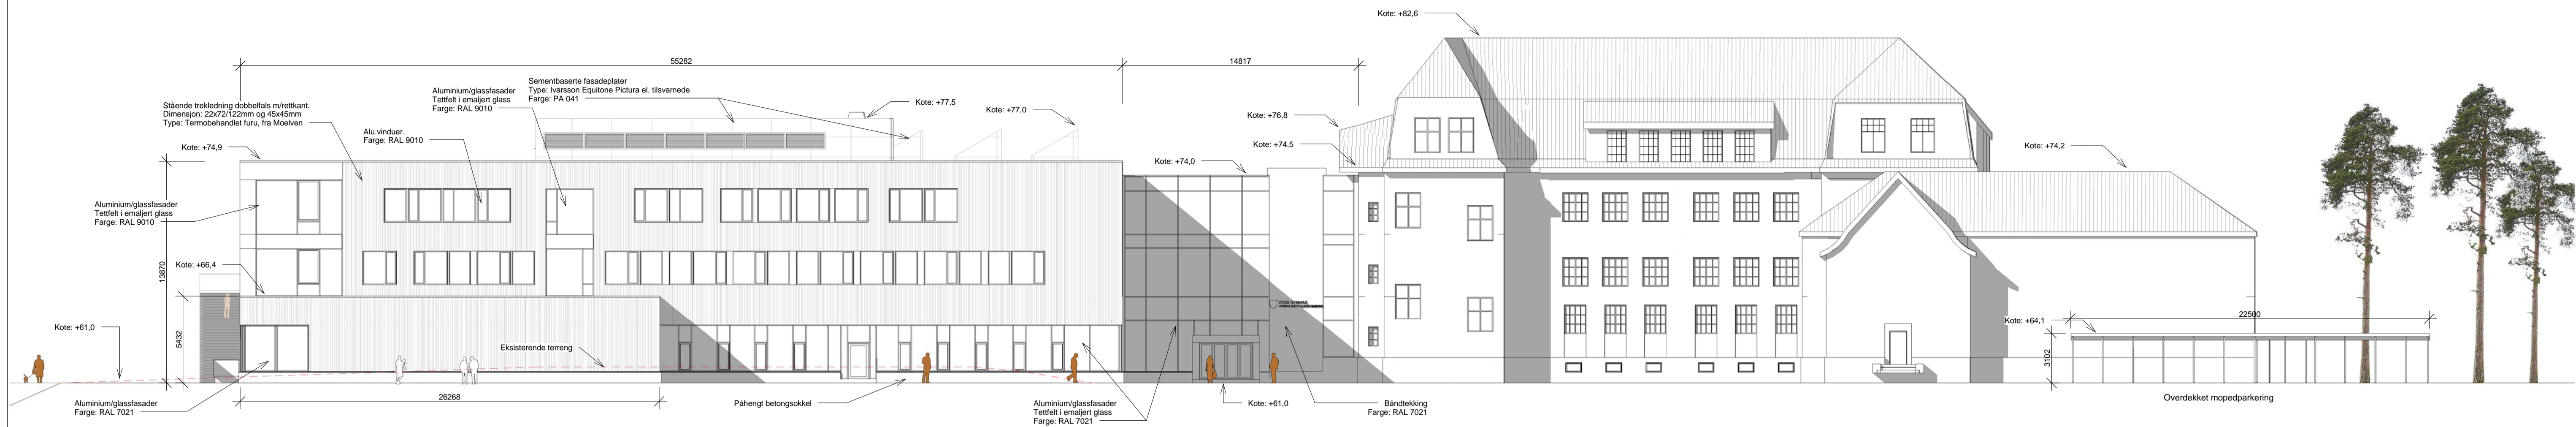 Kote: +82,6
55282
14817
Sementbaserte fasadeplater
Type: Ivarsson Equitone Pictura el. tilsvarnede
Farge: PA 041
Aluminium/glassfasader
Tettfelt i emaljert glass
Farge: RAL 9010
Stående trekledning dobbelfals m/rettkant.
Dimensjon: 22x72/122mm og 45x45mm
Type: Termobehandlet furu, fra Moelven
Kote: +77,5
Kote: +77,0
Kote: +76,8
Alu.vinduer.
Farge: RAL 9010
Kote: +74,9
Kote: +74,5
Kote: +74,2
Kote: +74,0
Aluminium/glassfasader
Tettfelt i emaljert glass
Farge: RAL 9010
13870
Kote: +66,4
VOSS GYMNAS
22500
Kote: +64,1
Kote: +61,0
5432
Eksisterende terreng
3102
26268
Overdekket mopedparkering
Aluminium/glassfasader
Farge: RAL 7021
Påhengt betongsokkel
Aluminium/glassfasader
Tettfelt i emaljert glass
Farge: RAL 7021
Kote: +61,0
Båndtekking
Farge: RAL 7021